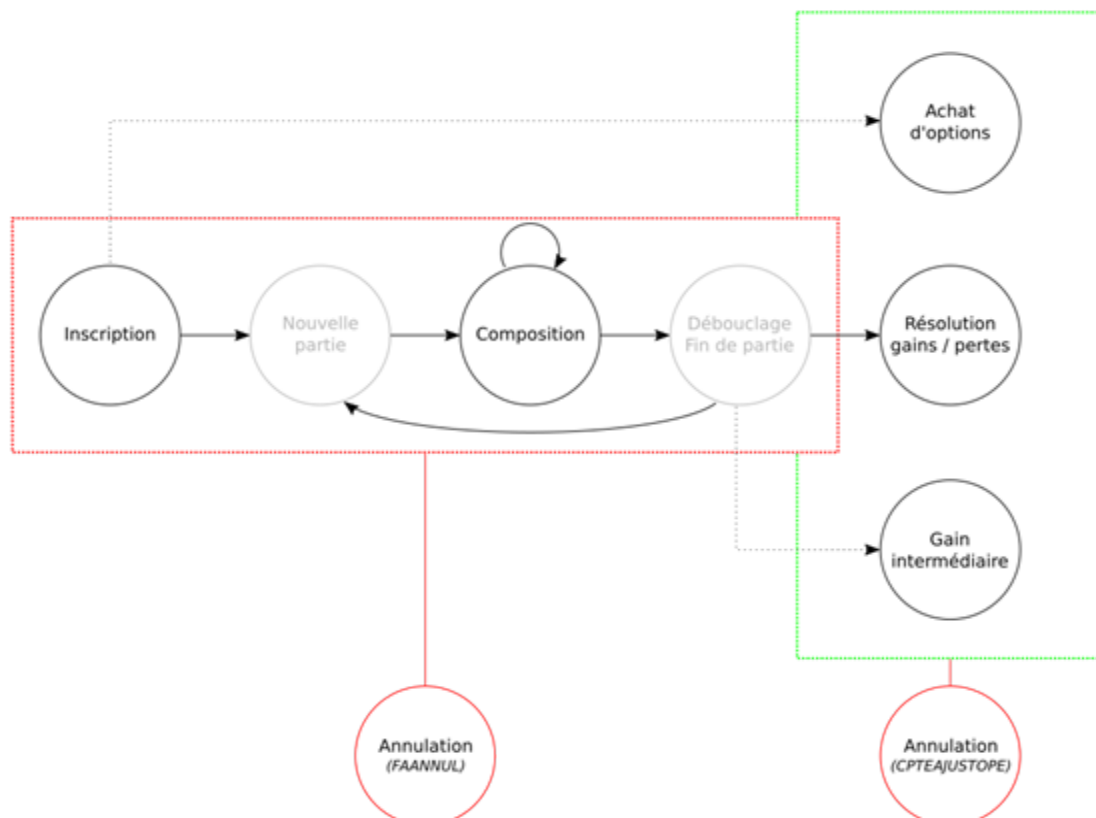 Achat
d'options
Inscription
Nouvelle
partie
Composition
Débouclage
Fin de partie
Résolution
gains / pertes
Gain
intermédiaire
Annulation
(FAANNUL)
Annulation
(CPTEAJUSTOPE)